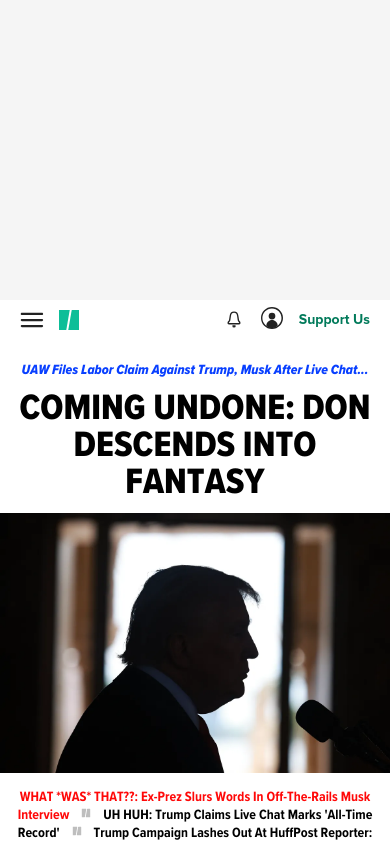 Support Us
UAW Files Labor Claim Against Trump, Musk After Live Chat...
COMING UNDONE: DON
DESCENDS INTO
FANTASY
WHAT *WAS* THAT??: Ex-Prez Slurs Words In Off-The-Rails Musk
Interview UH HUH: Trump Claims Live Chat Marks 'All-Time
Record' Trump Campaign Lashes Out At HuffPost Reporter: